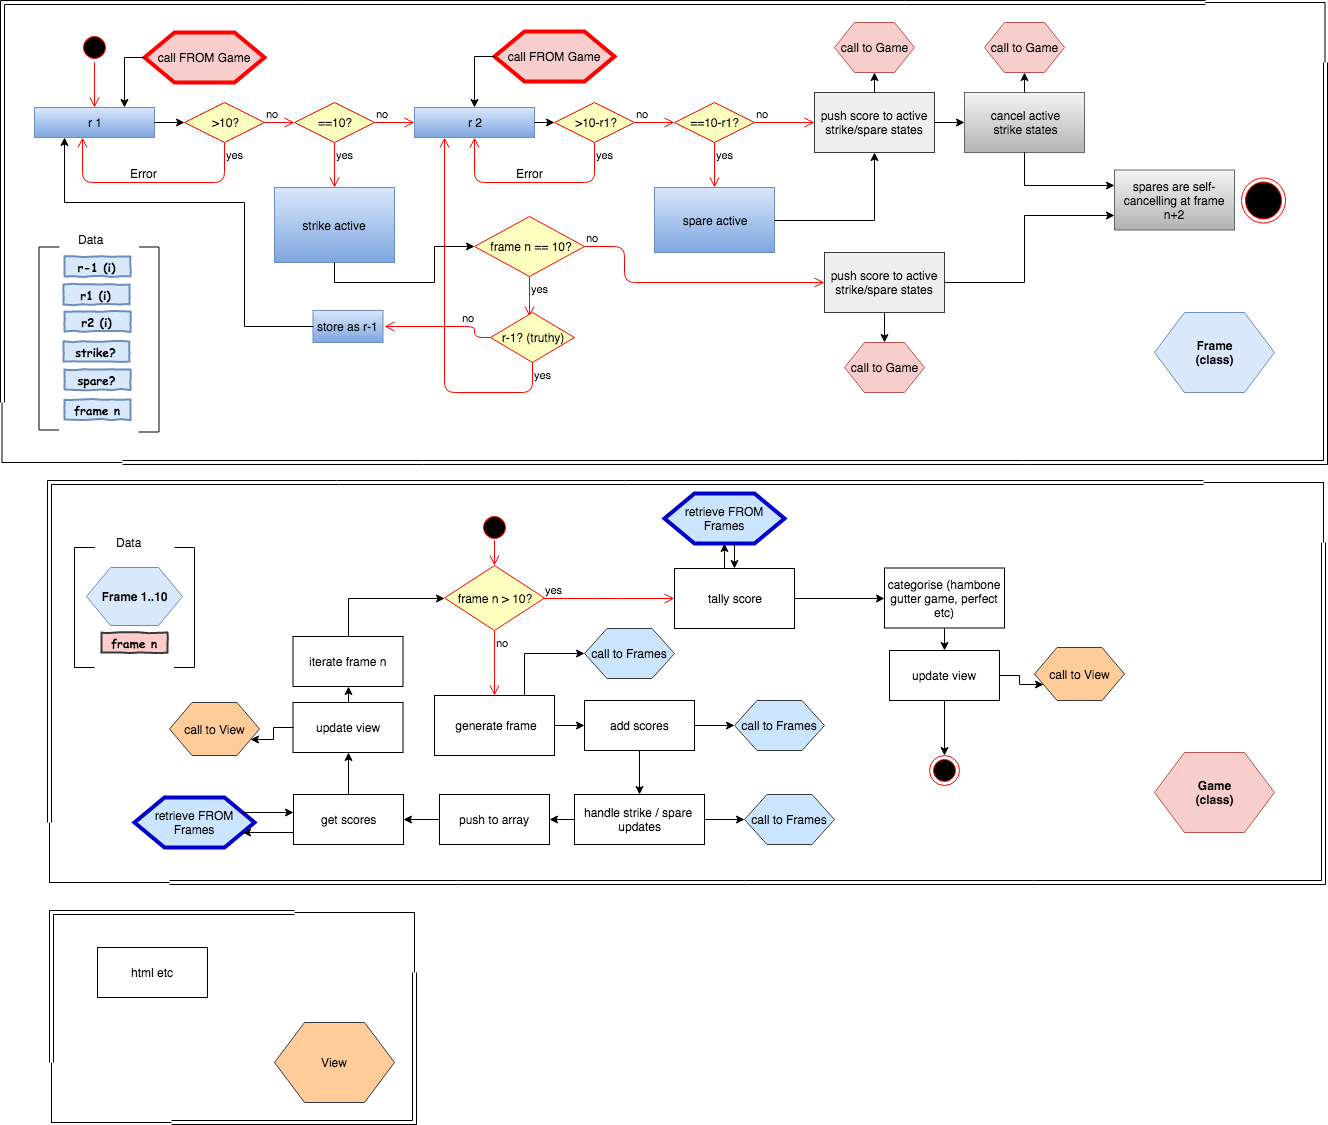 call FROM Game
call FROM Game
call to Game
call to Game
r 1
>10?
no
==10?
no
r 2
>10-r1?
no
==10-r1?
no
push score to active
strike/spare states
cancel active
strike states
yes
Error
yes
yes
Error
yes
spares are self-
cancelling at frame
n+2
strike active
spare active
Data
r-1 (i)
r1 (i)
r2 (i)
strike?
spare?
frame n
frame n == 10?
no
yes
push score to active
strike/spare states
store as r-1
no
r-1? (truthy)
yes
call to Game
Frame
(class)
retrieve FROM
Frames
Data
Frame 1..10
frame n
frame n > 10?
yes
no
tally score
categorise (hambone
gutter game, perfect
etc)
iterate frame n
call to Frames
update view
call to View
call to View
update view
generate frame
add scores
call to Frames
retrieve FROM
Frames
get scores
push to array
handle strike / spare
updates
call to Frames
Game
(class)
html etc
View